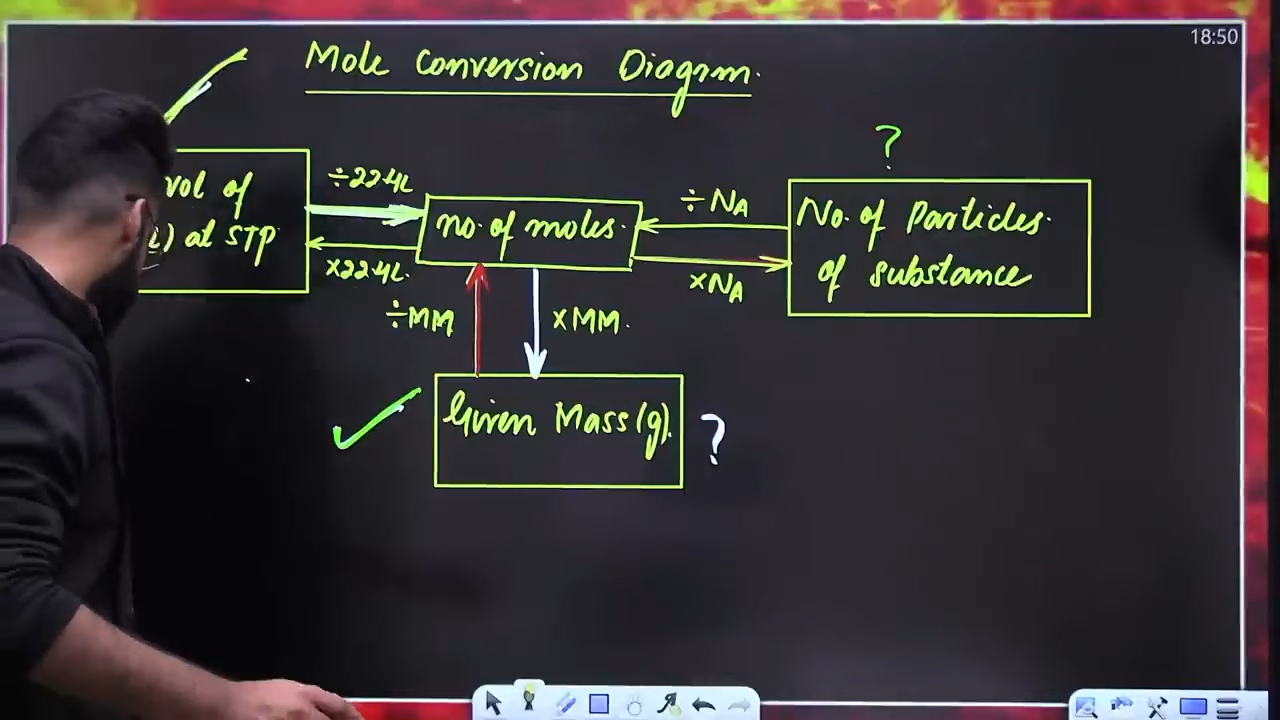 18:50
Mole Conversion Diagram.
vol of
) at STP
÷22.4L
×22.4L.
no. of moles.
÷NA
×NA
?
No. of Particles.
of substance
÷MM
×MM.
Given Mass(g).
?